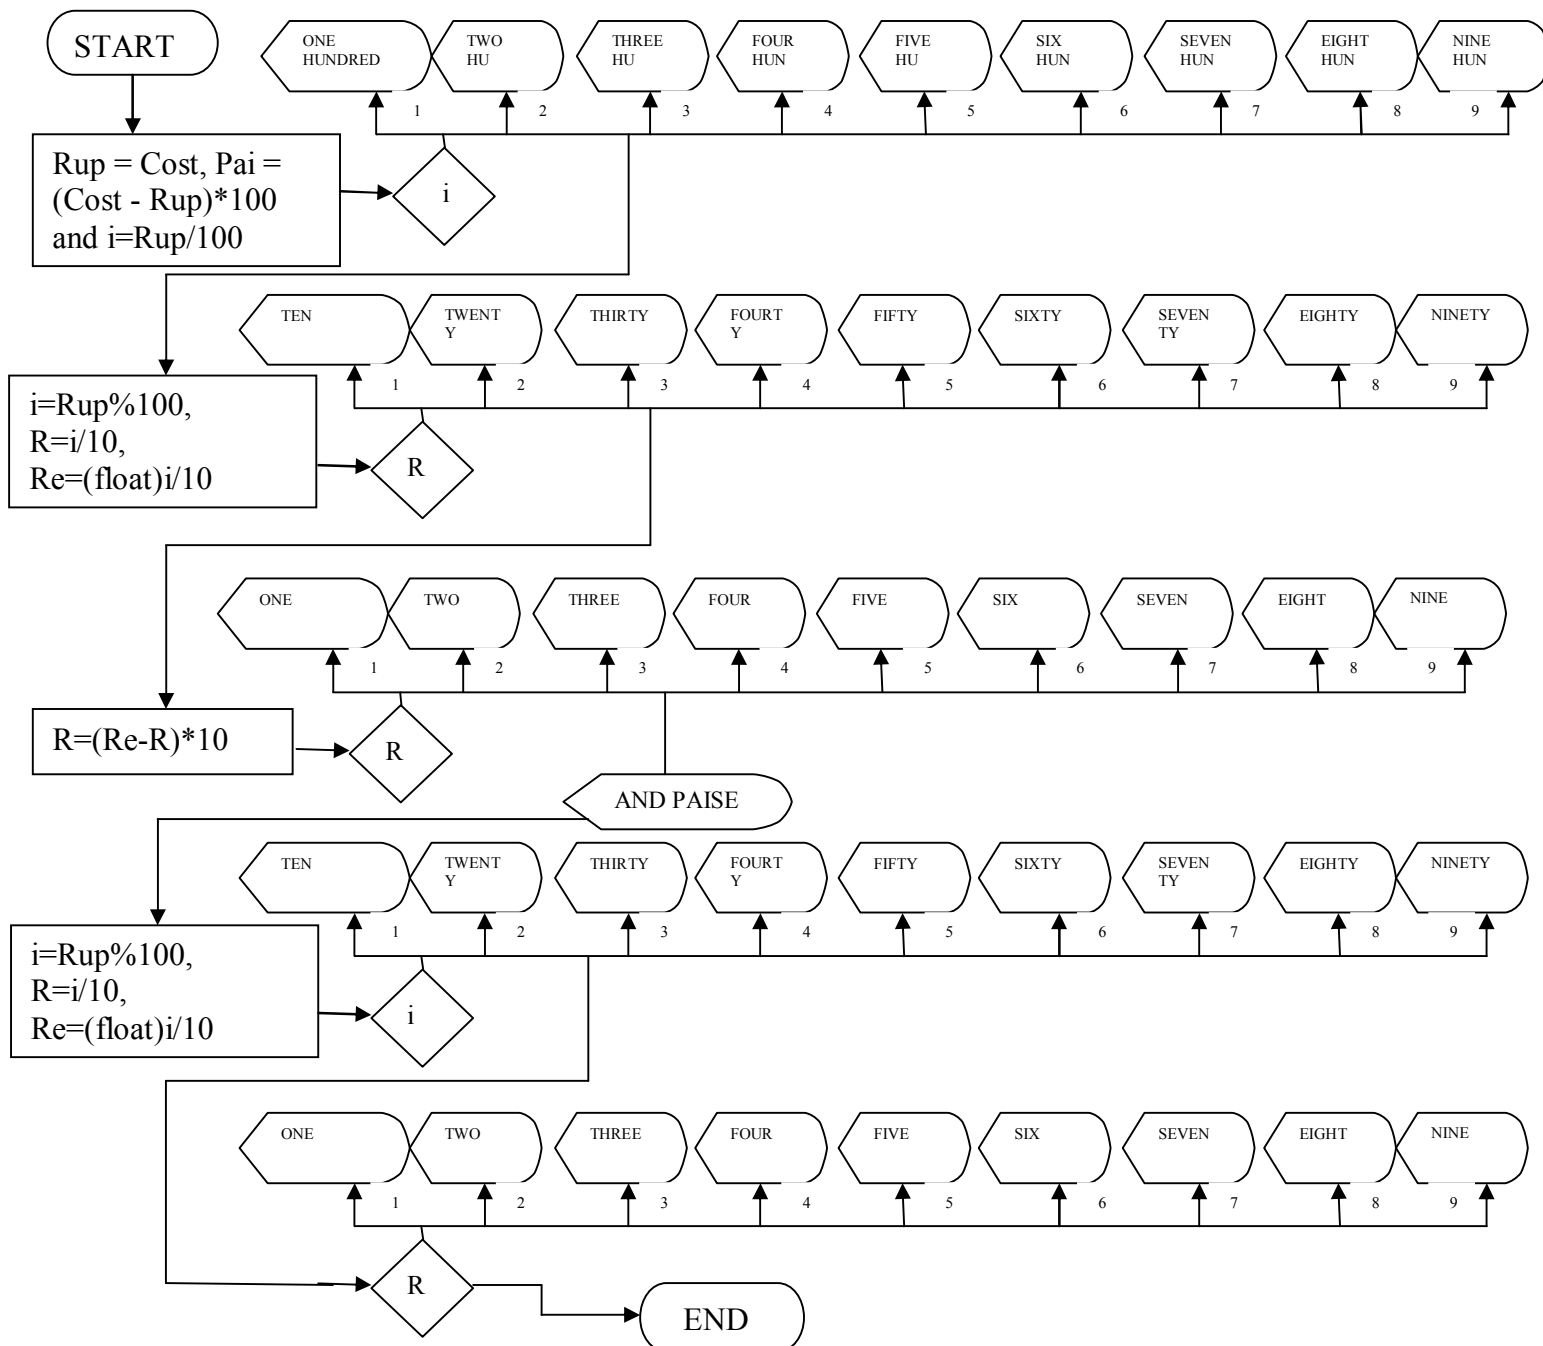 START
ONE
HUNDRED
TWO
HU
THREE
HU
FOUR
HUN
FIVE
HU
SIX
HUN
SEVEN
HUN
EIGHT
HUN
NINE
HUN
1
2
3
4
5
6
7
8
9
Rup = Cost, Pai =
(Cost - Rup)*100
and i=Rup/100
i
TEN
TWENT
Y
THIRTY
FOURT
Y
FIFTY
SIXTY
SEVEN
TY
EIGHTY
NINETY
1
2
3
4
5
6
7
8
9
i=Rup%100,
R=i/10,
Re=(float)i/10
R
ONE
TWO
THREE
FOUR
FIVE
SIX
SEVEN
EIGHT
NINE
1
2
3
4
5
6
7
8
9
R=(Re-R)*10
R
AND PAISE
TEN
TWENT
Y
THIRTY
FOURT
Y
FIFTY
SIXTY
SEVEN
TY
EIGHTY
NINETY
1
2
3
4
5
6
7
8
9
i=Rup%100,
R=i/10,
Re=(float)i/10
i
ONE
TWO
THREE
FOUR
FIVE
SIX
SEVEN
EIGHT
NINE
1
2
3
4
5
6
7
8
9
R
END